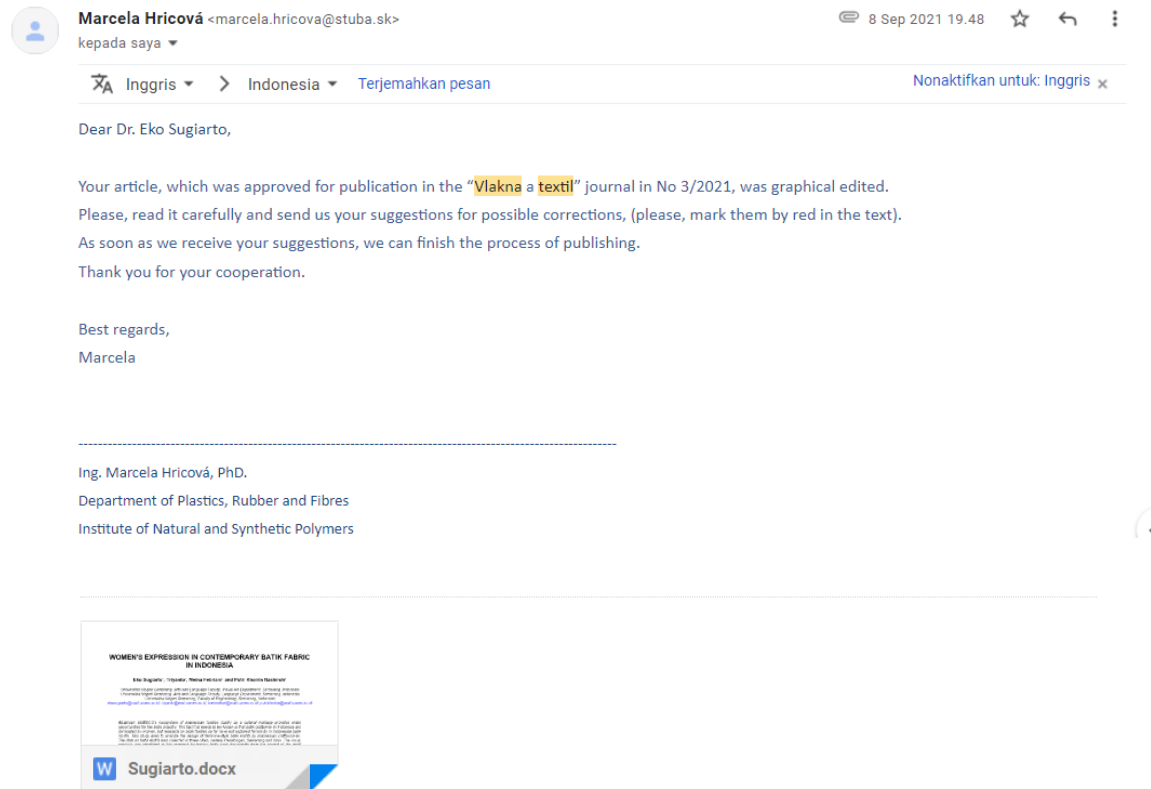 Marcela Hricová <marcela.hricova@stuba.sk>
8 Sep 2021 19.48
kepada saya
Inggris
Indonesia
Terjemahkan pesan
Nonaktifkan untuk: Inggris
Dear Dr. Eko Sugiarto,
Your article, which was approved for publication in the “Vlakna a textil” journal in No 3/2021, was graphical edited.
Please, read it carefully and send us your suggestions for possible corrections, (please, mark them by red in the text).
As soon as we receive your suggestions, we can finish the process of publishing.
Thank you for your cooperation.
Best regards,
Marcela
Ing. Marcela Hricová, PhD.
Department of Plastics, Rubber and Fibres
Institute of Natural and Synthetic Polymers
WOMEN'S EXPRESSION IN CONTEMPORARY BATIK FABRIC
IN INDONESIA
W Sugiarto.docx